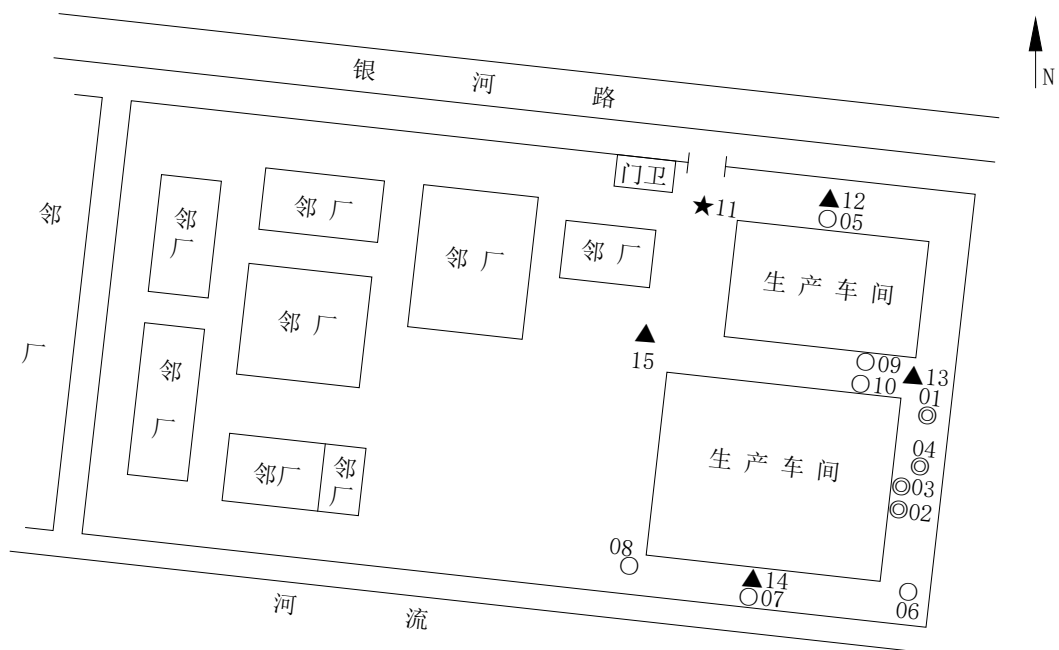 银 河 路
N
门卫
12
05
11
邻 厂
邻 厂
邻 厂
邻 厂
邻 厂
生 产 车 间
邻 厂
15
09
13
10
01
邻 厂
04
03
02
生 产 车 间
邻厂
邻 厂
08
14
07
06
河 流